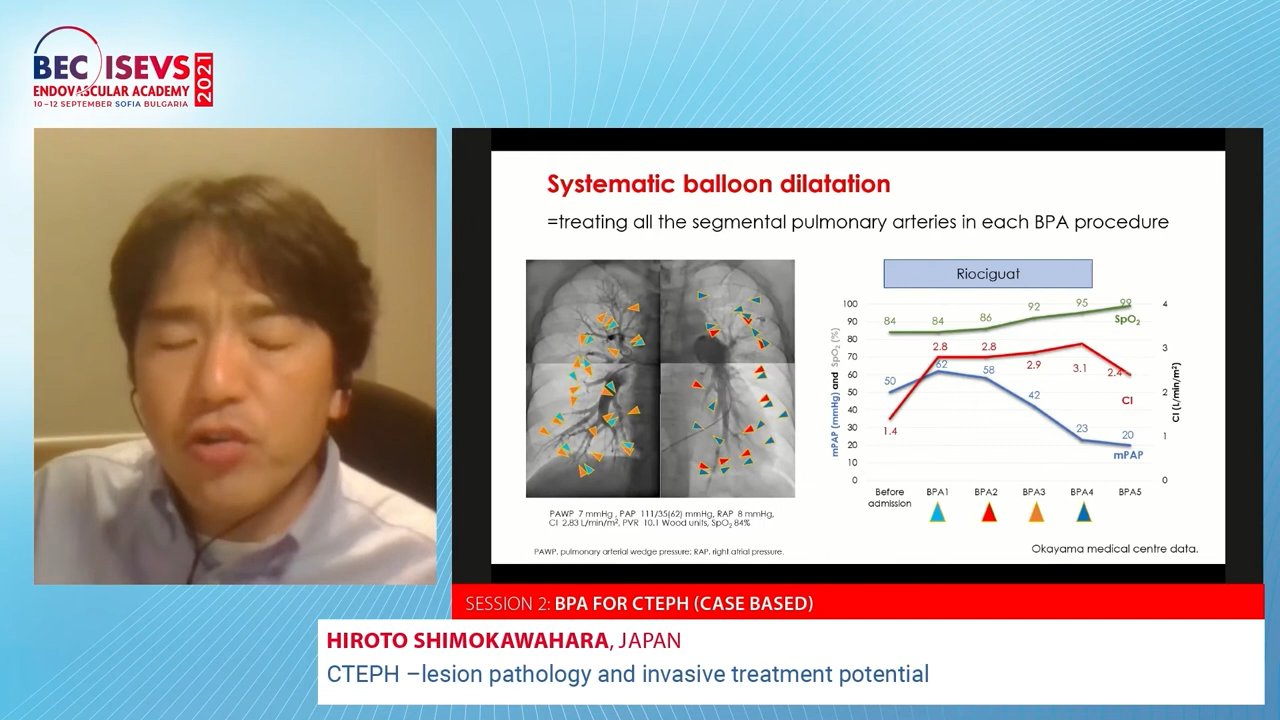 BEC ISEVS
2021
ENDOVASCULAR ACADEMY
10–12 SEPTEMBER SOFIA BULGARIA
Systematic balloon dilatation
=treating all the segmental pulmonary arteries in each BPA procedure
Riociguat
mPAP (mmHg) and SpO2 (%)
100
90
80
70
60
50
40
30
20
10
0
84
84
86
92
95
99
SpO2
2.8
2.8
2.9
3.1
2.4
1.4
CI
50
62
58
42
23
20
mPAP
4
3
2
1
0
CI (L/min/m²)
Before admission
BPA1
BPA2
BPA3
BPA4
BPA5
PAWP 7 mmHg , PAP 111/35(62) mmHg, RAP 8 mmHg,
CI 2.83 L/min/m², PVR 10.1 Wood units, SpO2 84%
PAWP, pulmonary arterial wedge pressure; RAP, right atrial pressure.
Okayama medical centre data.
SESSION 2: BPA FOR CTEPH (CASE BASED)
HIROTO SHIMOKAWAHARA, JAPAN
CTEPH –lesion pathology and invasive treatment potential